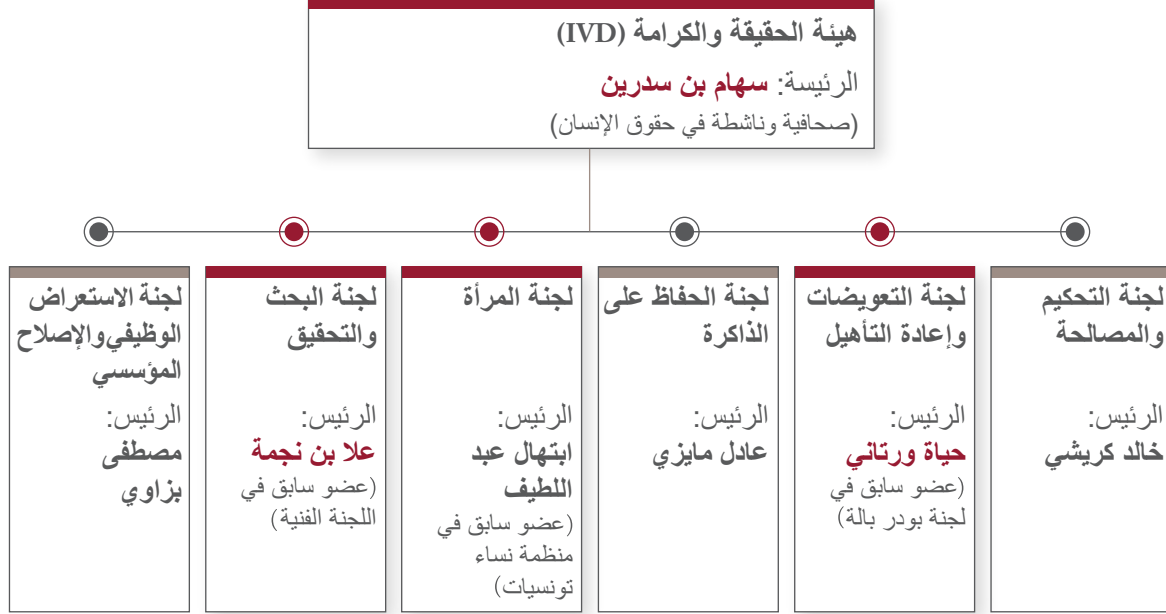 هيئة الحقيقة والكرامة (IVD)
الرئيسة: سهام بن سدرين
(صحافية وناشطة في حقوق الإنسان)
لجنة التحكيم
والمصالحة
الرئيس:
خالد كريشي
لجنة التعويضات
وإعادة التأهيل
الرئيس:
حياة ورتاني
(عضو سابق في
لجنة بودر بالة)
لجنة الحفاظ على
الذاكرة
الرئيس:
عادل مايزي
لجنة المرأة
الرئيس:
ابتهال عبد
اللطيف
(عضو سابق في
منظمة نساء
تونسيات)
لجنة البحث
والتحقيق
الرئيس:
علا بن نجمة
(عضو سابق في
اللجنة الفنية)
لجنة الاستعراض
الوظيفي والإصلاح
المؤسسي
الرئيس:
مصطفى
بزاوي